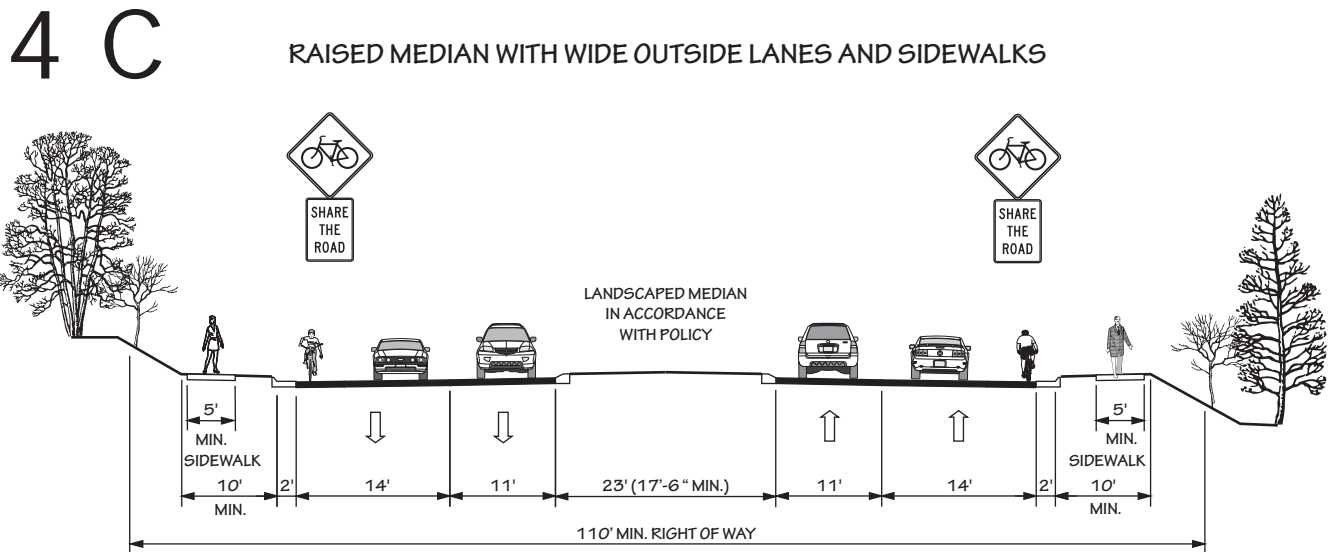 4 C
RAISED MEDIAN WITH WIDE OUTSIDE LANES AND SIDEWALKS
SHARE
THE
ROAD
SHARE
THE
ROAD
LANDSCAPED MEDIAN
IN ACCORDANCE
WITH POLICY
5'
MIN.
SIDEWALK
5'
MIN.
SIDEWALK
10'
MIN.
2'
14'
11'
23' (17'-6" MIN.)
11'
14'
2'
10'
MIN.
110' MIN. RIGHT OF WAY